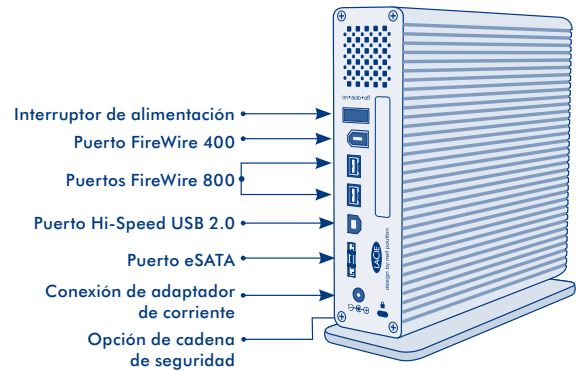 on•auto•off
Interruptor de alimentación
Puerto FireWire 400
Puertos FireWire 800
Puerto Hi-Speed USB 2.0
Puerto eSATA
Conexión de adaptador
de corriente
Opción de cadena
de seguridad
LACIE
design by neil poulton